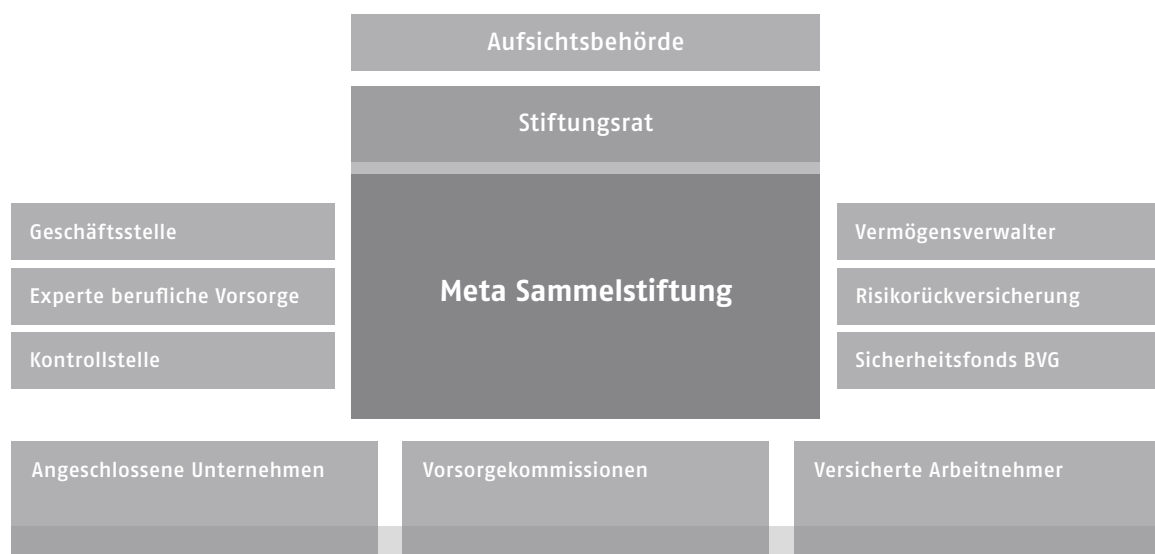 Aufsichtsbehörde
Stiftungsrat
Geschäftsstelle
Experte berufliche Vorsorge
Kontrollstelle
Meta Sammelstiftung
Vermögensverwalter
Risikorückversicherung
Sicherheitsfonds BVG
Angeschlossene Unternehmen
Vorsorgekommissionen
Versicherte Arbeitnehmer